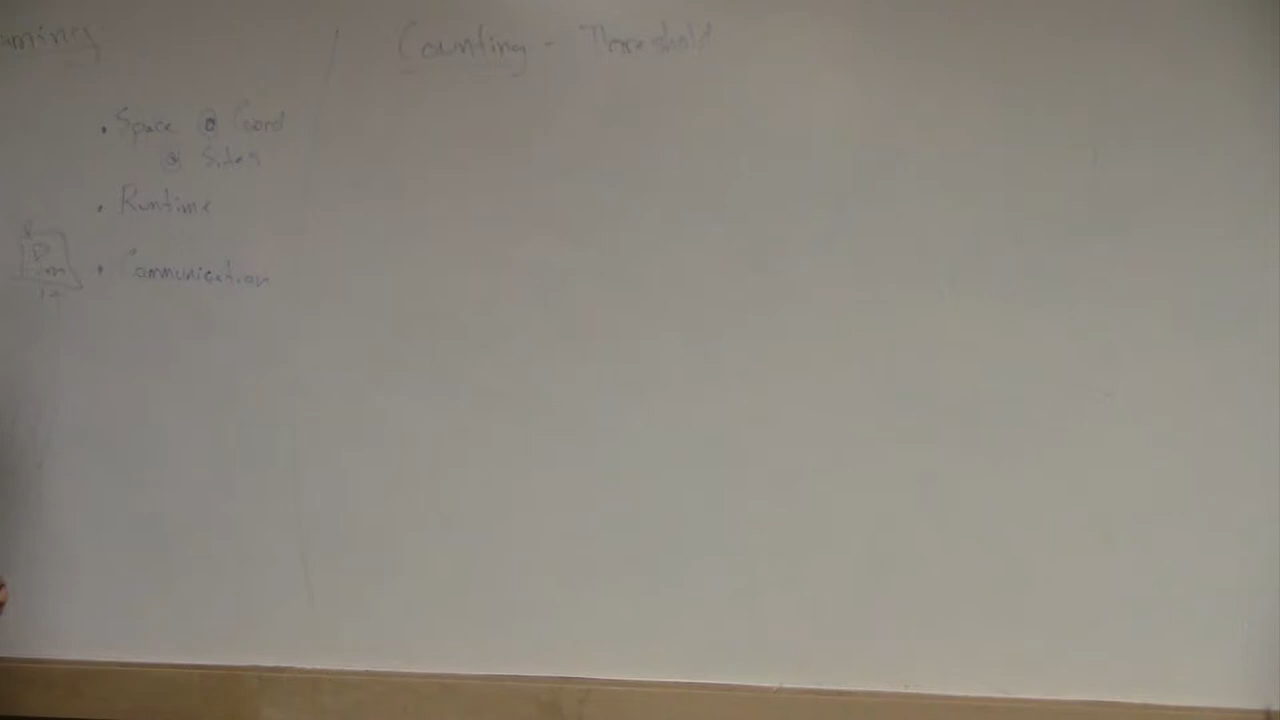 Counting - Threshold
• Space @ Coord
@ Sites
• Runtime
• Communication